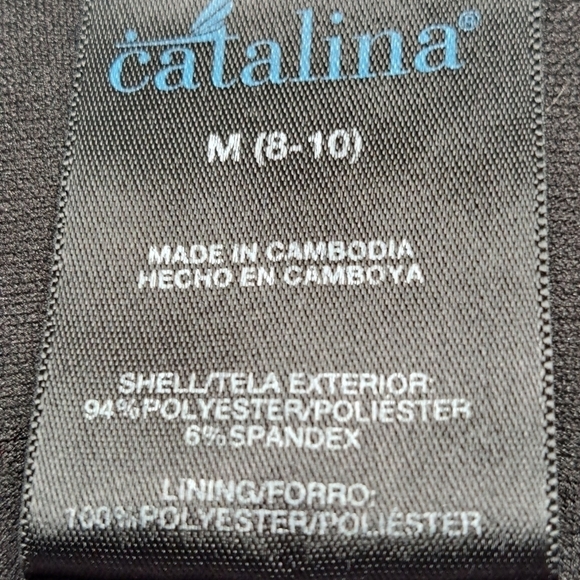 catalina®
M (8-10)
MADE IN CAMBODIA
HECHO EN CAMBOYA
SHELL/TELA EXTERIOR:
94%POLYESTER/POLIÉSTER
6%SPANDEX
LINING/FORRO:
100%POLYESTER/POLIÉSTER